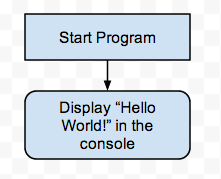 Start Program
Display “Hello
World!” in the
console